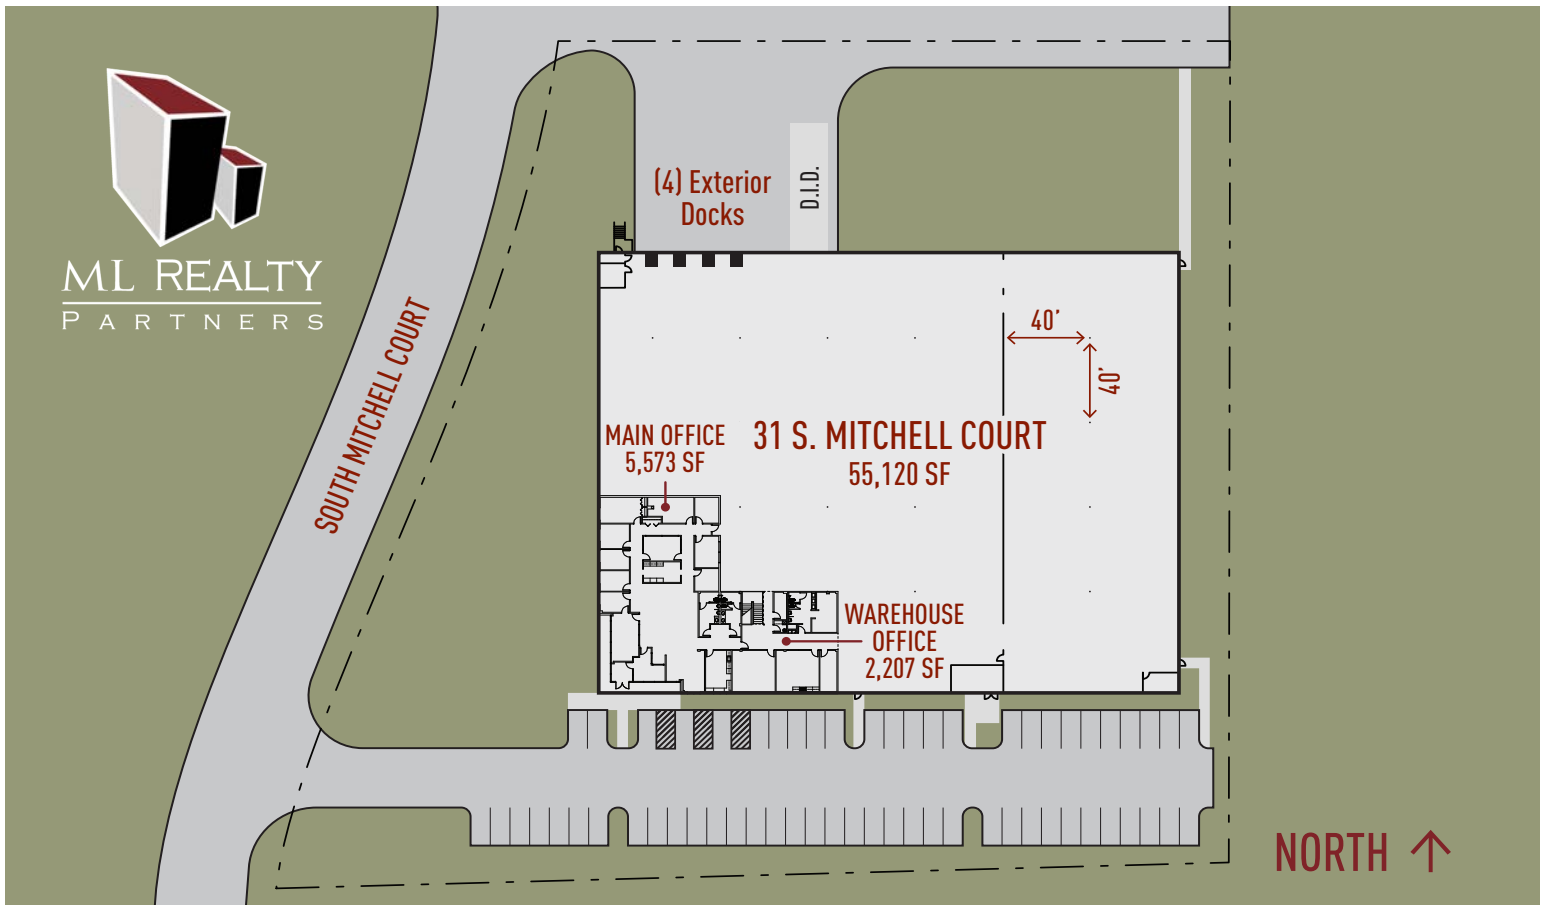 ML REALTY
PARTNERS
SOUTH MITCHELL COURT
(4) Exterior
Docks
D.I.D.
40'
40'
MAIN OFFICE
5,573 SF
31 S. MITCHELL COURT
55,120 SF
WAREHOUSE
OFFICE
2,207 SF
NORTH